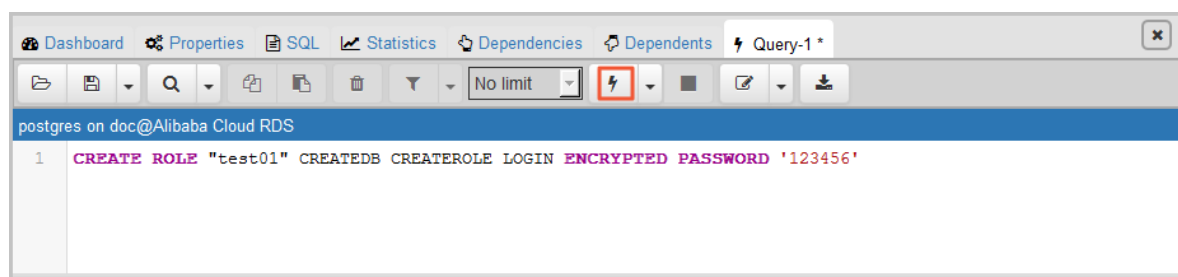 Dashboard Properties SQL Statistics Dependencies Dependents Query-1 *
No limit
postgres on doc@Alibaba Cloud RDS
1 CREATE ROLE "test01" CREATEDB CREATEROLE LOGIN ENCRYPTED PASSWORD '123456'